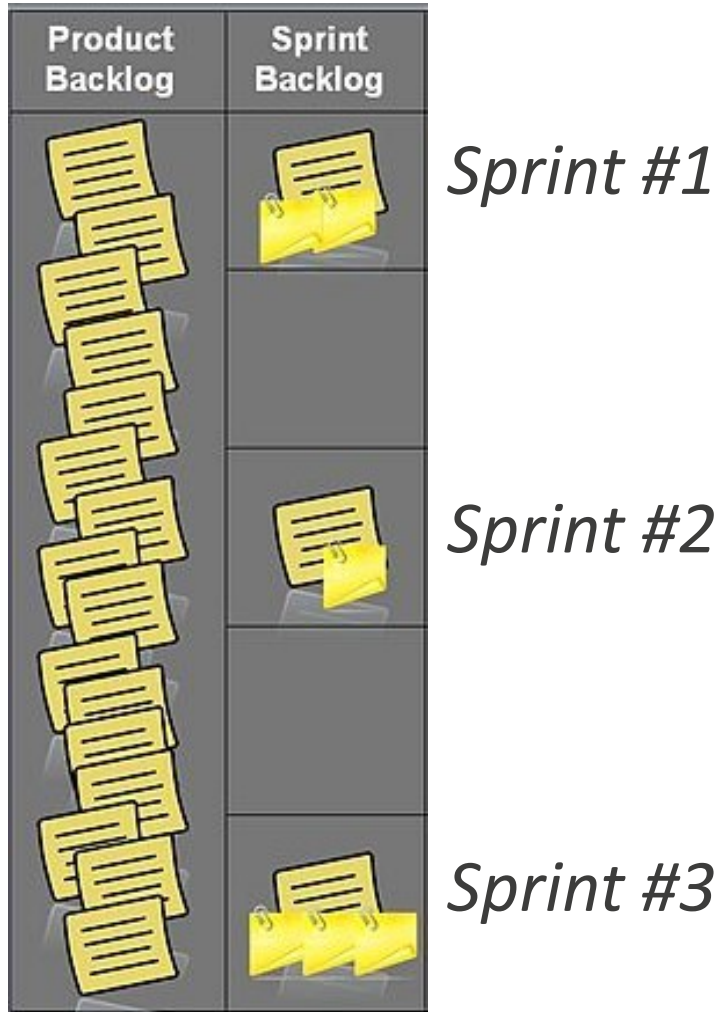 Product
Backlog
Sprint
Backlog
Sprint #1
Sprint #2
Sprint #3